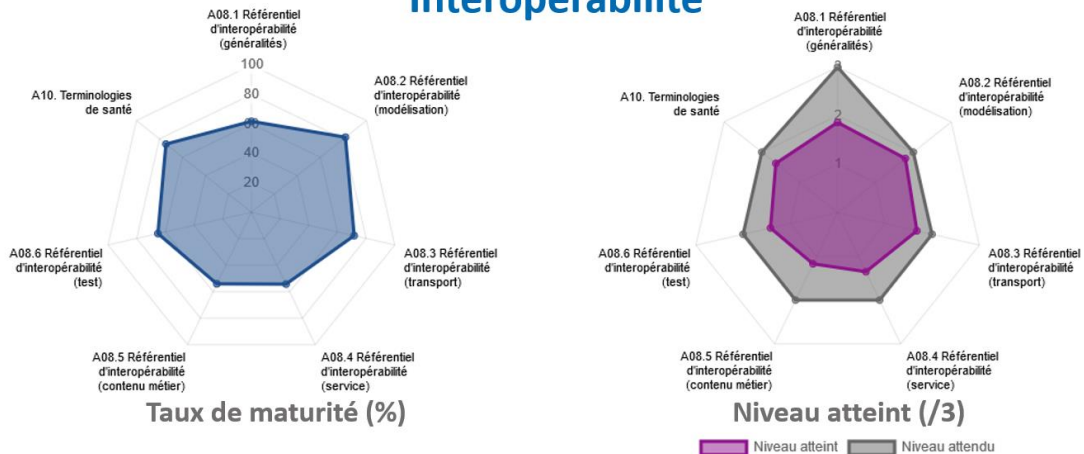 Interopérabilité
A08.1 Référentiel
d'interopérabilité
(généralités)
100
80
60
40
20
A08.2 Référentiel
d'interopérabilité
(modélisation)
A10. Terminologies
de santé
A08.6 Référentiel
d'interopérabilité
(test)
A08.3 Référentiel
d'interopérabilité
(transport)
A08.5 Référentiel
d'interopérabilité
(contenu métier)
A08.4 Référentiel
d'interopérabilité
(service)
Taux de maturité (%)
A08.1 Référentiel
d'interopérabilité
(généralités)
3
2
1
A08.2 Référentiel
d'interopérabilité
(modélisation)
A10. Terminologies
de santé
A08.6 Référentiel
d'interopérabilité
(test)
A08.3 Référentiel
d'interopérabilité
(transport)
A08.5 Référentiel
d'interopérabilité
(contenu métier)
A08.4 Référentiel
d'interopérabilité
(service)
Niveau atteint (/3)
Niveau atteint
Niveau attendu